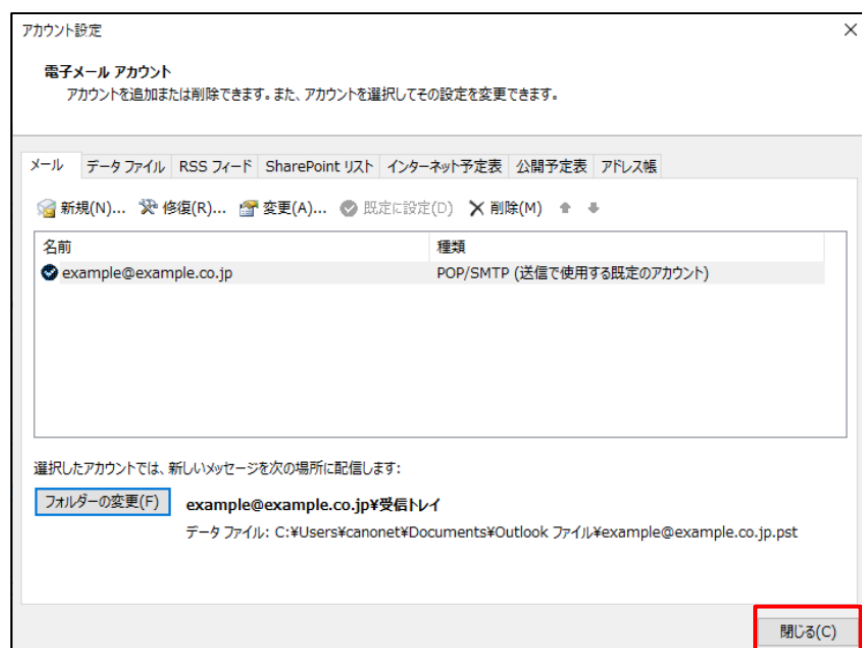 アカウント設定
電子メール アカウント
アカウントを追加または削除できます。また、アカウントを選択してその設定を変更できます。
メール データ ファイル RSS フィード SharePoint リスト インターネット予定表 公開予定表 アドレス帳
新規(N)... 修復(R)... 変更(A)... 既定に設定(D) 削除(M)
名前 種類
example@example.co.jp POP/SMTP (送信で使用する既定のアカウント)
選択したアカウントでは、新しいメッセージを次の場所に配信します:
フォルダーの変更(F) example@example.co.jp¥受信トレイ
データ ファイル: C:¥Users¥canonet¥Documents¥Outlook ファイル¥example@example.co.jp.pst
閉じる(C)